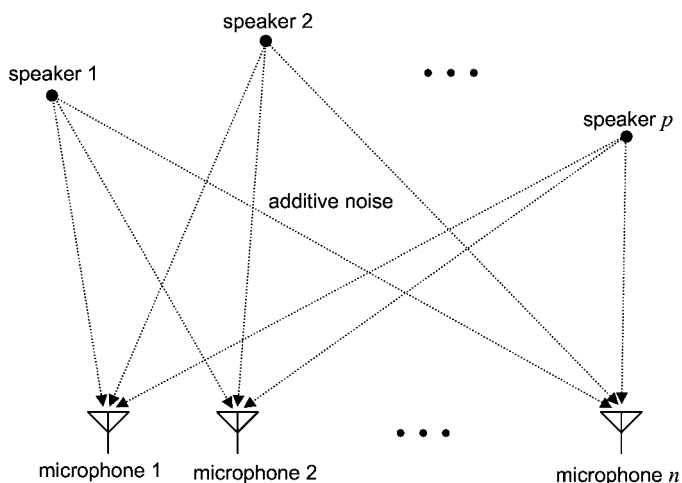 speaker 2
speaker 1
speaker p
additive noise
microphone 1
microphone 2
microphone n